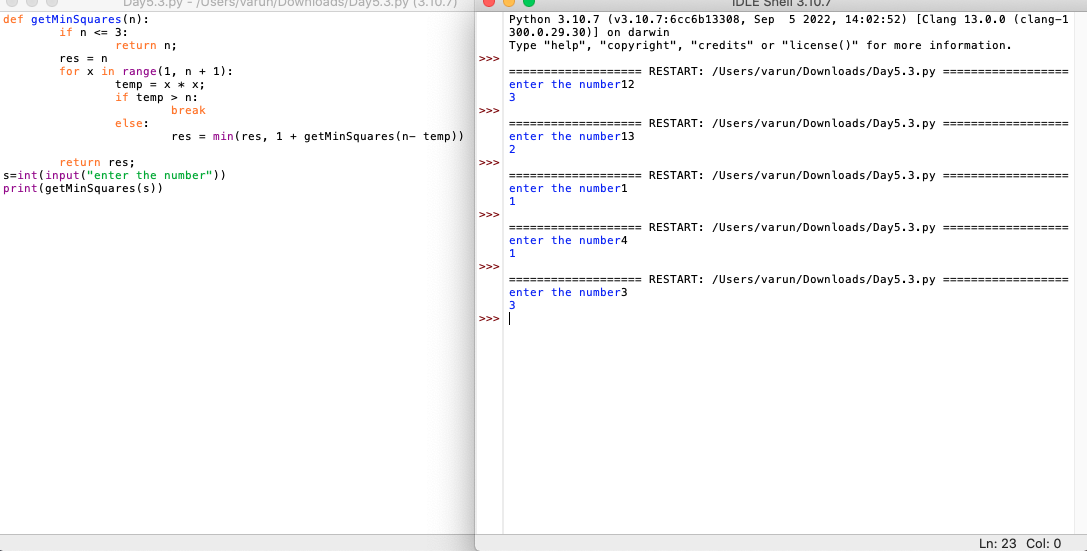 Day5.3.py - /Users/varun/Downloads/Day5.3.py (3.10.7)
def getMinSquares(n):
        if n <= 3:
                return n;
        res = n
        for x in range(1, n + 1):
                temp = x * x;
                if temp > n:
                        break
                else:
                        res = min(res, 1 + getMinSquares(n- temp))
        return res;
s=int(input("enter the number"))
print(getMinSquares(s))
IDLE Shell 3.10.7
Python 3.10.7 (v3.10.7:6cc6b13308, Sep  5 2022, 14:02:52) [Clang 13.0.0 (clang-1
300.0.29.30)] on darwin
Type "help", "copyright", "credits" or "license()" for more information.
>>>
=================== RESTART: /Users/varun/Downloads/Day5.3.py ==================
enter the number12
3
>>>
=================== RESTART: /Users/varun/Downloads/Day5.3.py ==================
enter the number13
2
>>>
=================== RESTART: /Users/varun/Downloads/Day5.3.py ==================
enter the number1
1
>>>
=================== RESTART: /Users/varun/Downloads/Day5.3.py ==================
enter the number4
1
>>>
=================== RESTART: /Users/varun/Downloads/Day5.3.py ==================
enter the number3
3
>>>
Ln: 23  Col: 0